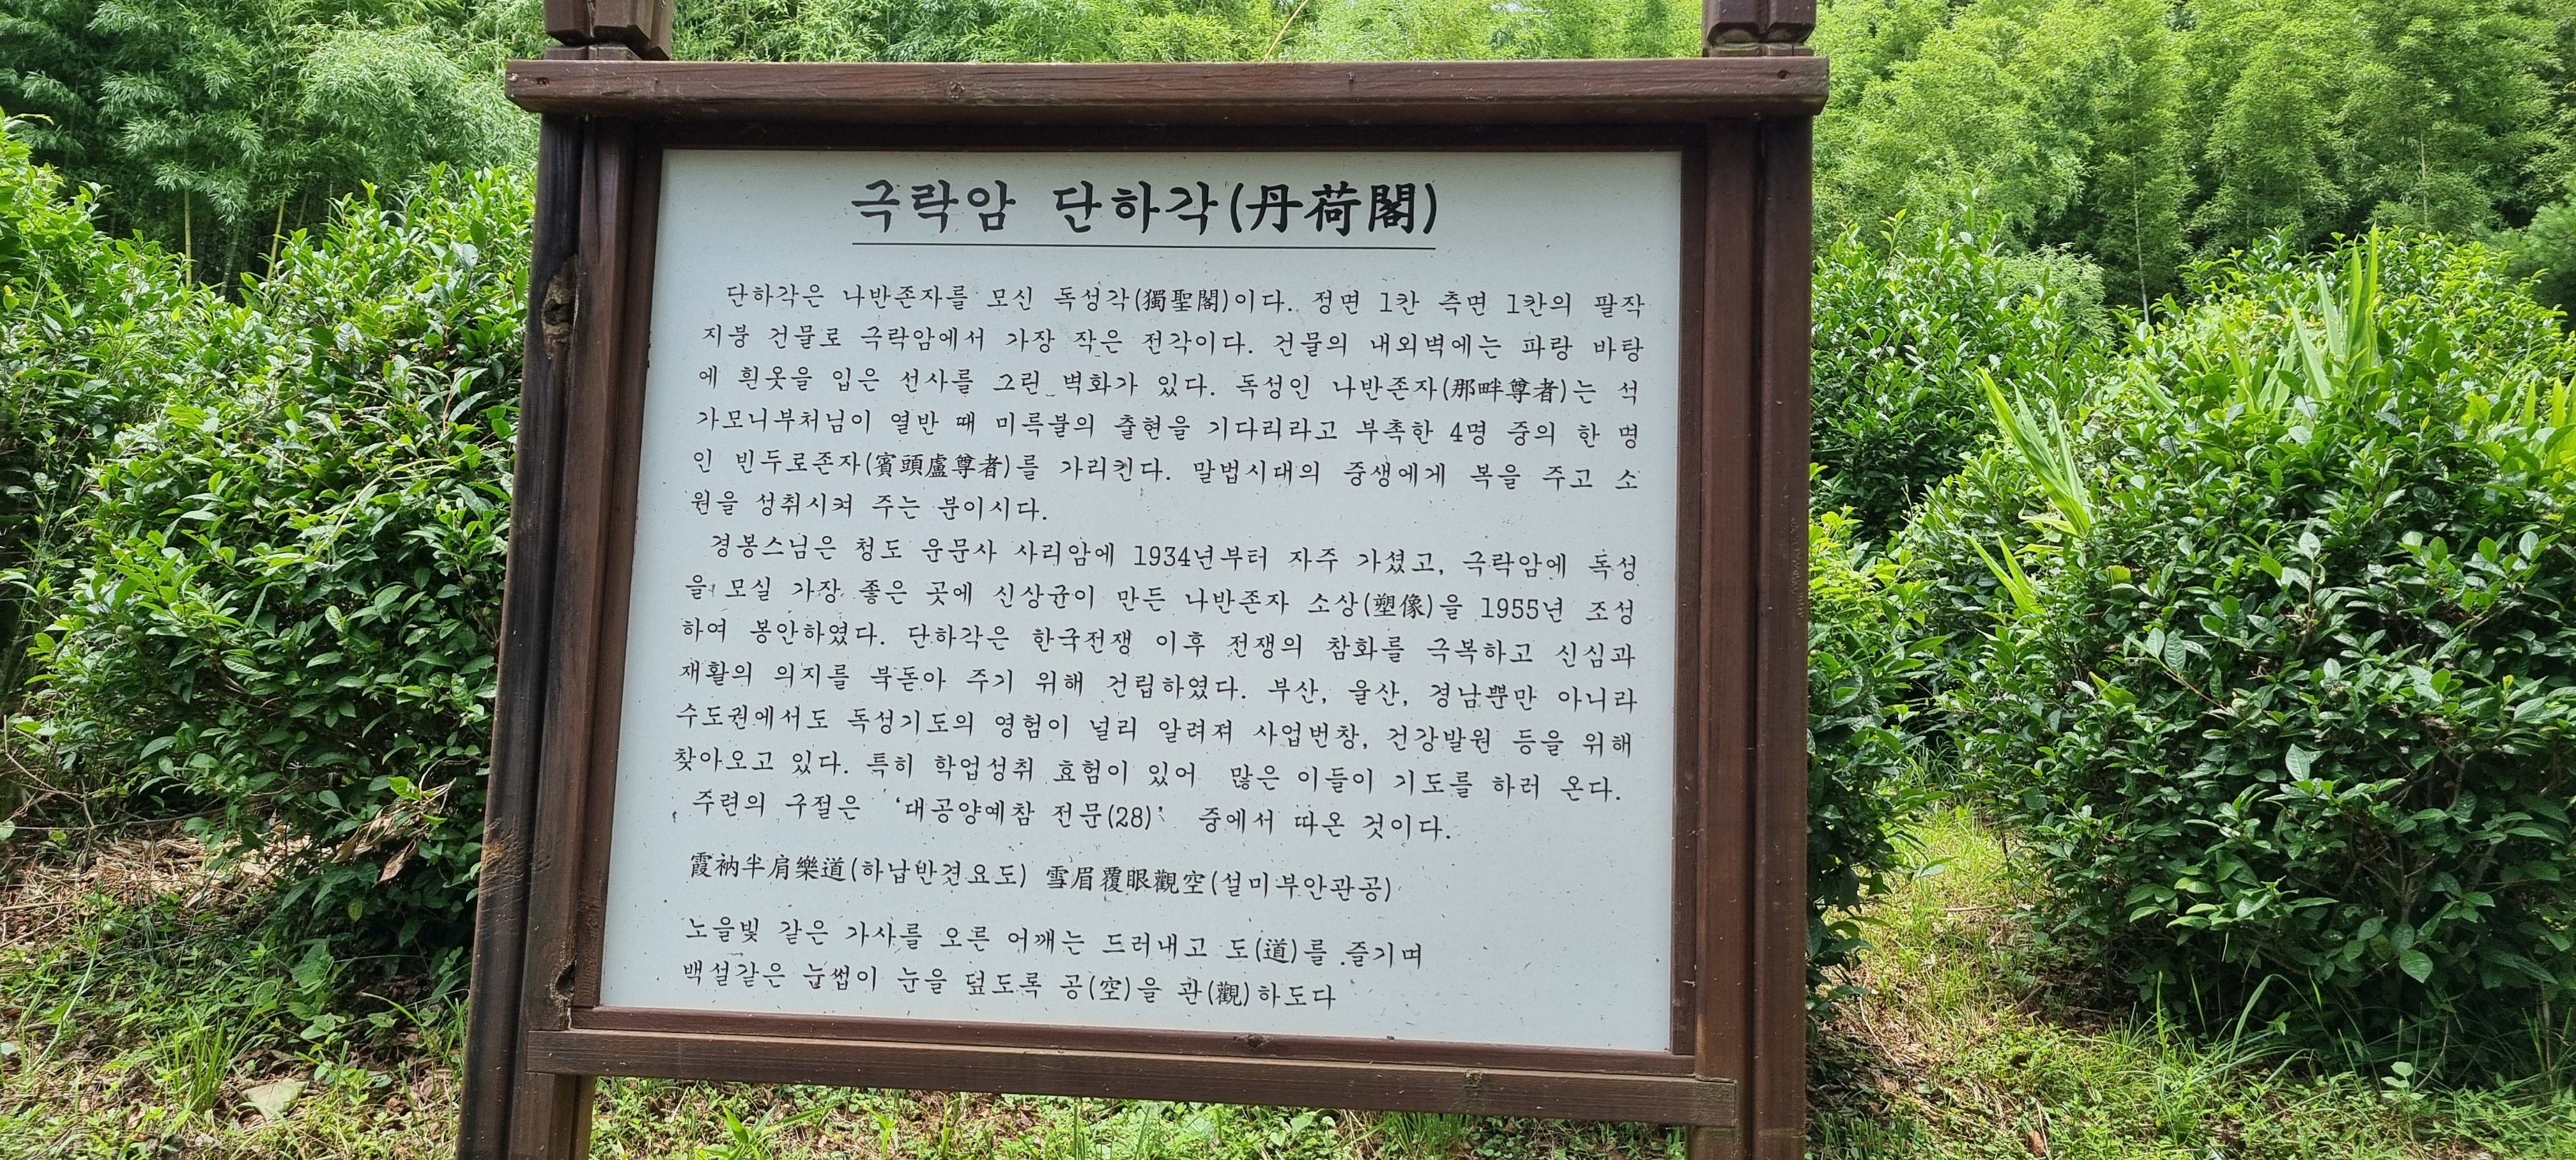 극락암 단하각(丹荷閣)
단하각은 나반존자를 모신 독성각(獨聖閣)이다. 정면 1칸 측면 1칸의 팔작
지붕 건물로 극락암에서 가장 작은 전각이다. 건물의 내외벽에는 파랑 바탕
에 흰옷을 입은 선사를 그린 벽화가 있다. 독성인 나반존자(那畔尊者)는 석
가모니부처님이 열반 때 미륵불의 출현을 기다리라고 부촉한 4명 중의 한 명
인 빈두로존자(賓頭盧尊者)를 가리킨다. 말법시대의 중생에게 복을 주고 소
원을 성취시켜 주는 분이시다.
경봉스님은 청도 운문사 사리암에 1934년부터 자주 가셨고, 극락암에 독성
을 모실 가장 좋은 곳에 신상균이 만든 나반존자 소상(塑像)을 1955년 조성
하여 봉안하였다. 단하각은 한국전쟁 이후 전쟁의 참화를 극복하고 신심과
재활의 의지를 북돋아 주기 위해 건립하였다. 부산, 울산, 경남뿐만 아니라
수도권에서도 독성기도의 영험이 널리 알려져 사업번창, 건강발원 등을 위해
찾아오고 있다. 특히 학업성취 효험이 있어 많은 이들이 기도를 하러 온다.
주련의 구절은 ‘대공양예참 전문(28)’ 중에서 따온 것이다.
霞衲半肩樂道(하납반견요도) 雪眉覆眼觀空(설미부안관공)
노을빛 같은 가사를 오른 어깨는 드러내고 도(道)를 즐기며
백설같은 눈썹이 눈을 덮도록 공(空)을 관(觀)하도다